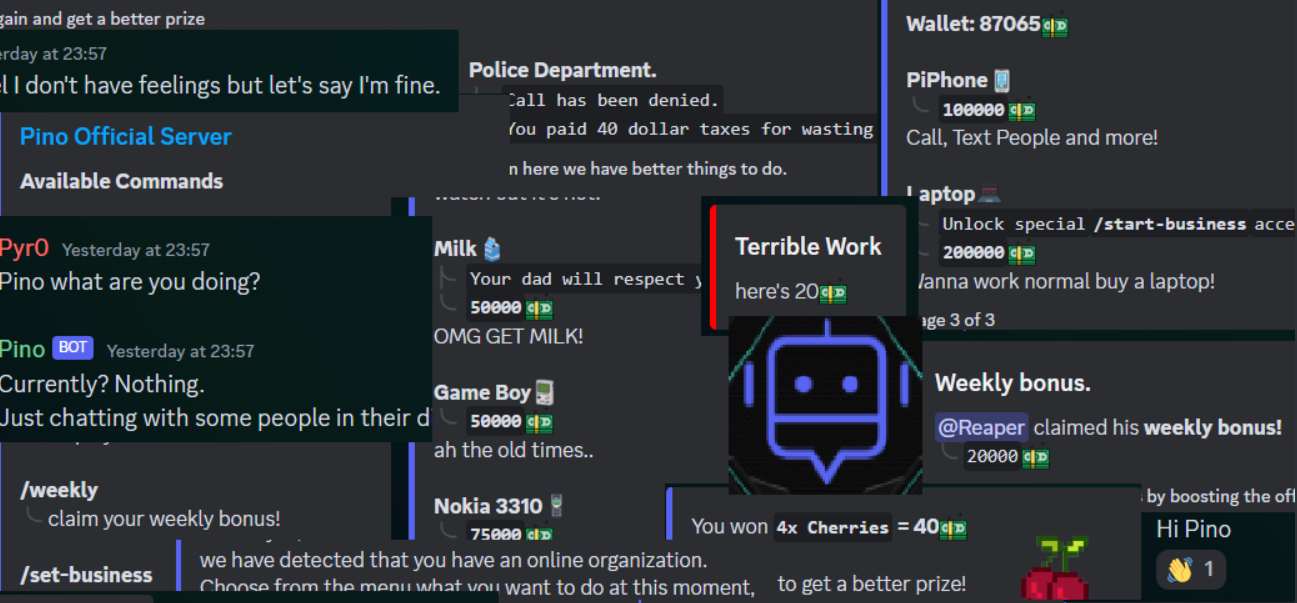 gain and get a better prize
erday at 23:57
I don't have feelings but let's say I'm fine.
Pino Official Server
Available Commands
Pyr0 Yesterday at 23:57
Pino what are you doing?
Pino BOT Yesterday at 23:57
Currently? Nothing.
Just chatting with some people in their d
/weekly
claim your weekly bonus!
/set-business
Police Department.
Call has been denied.
You paid 40 dollar taxes for wasting
n here we have better things to do.
Milk
Your dad will respect y
50000
OMG GET MILK!
Game Boy
50000
ah the old times..
Nokia 3310
75000
we have detected that you have an online organization.
Choose from the menu what you want to do at this moment,
Terrible Work
here's 20
You won 4x Cherries = 40
to get a better prize!
Wallet: 87065
PiPhone
100000
Call, Text People and more!
Laptop
Unlock special /start-business acce
200000
Wanna work normal buy a laptop!
age 3 of 3
Weekly bonus.
@Reaper claimed his weekly bonus!
20000
by boosting the off
Hi Pino
1